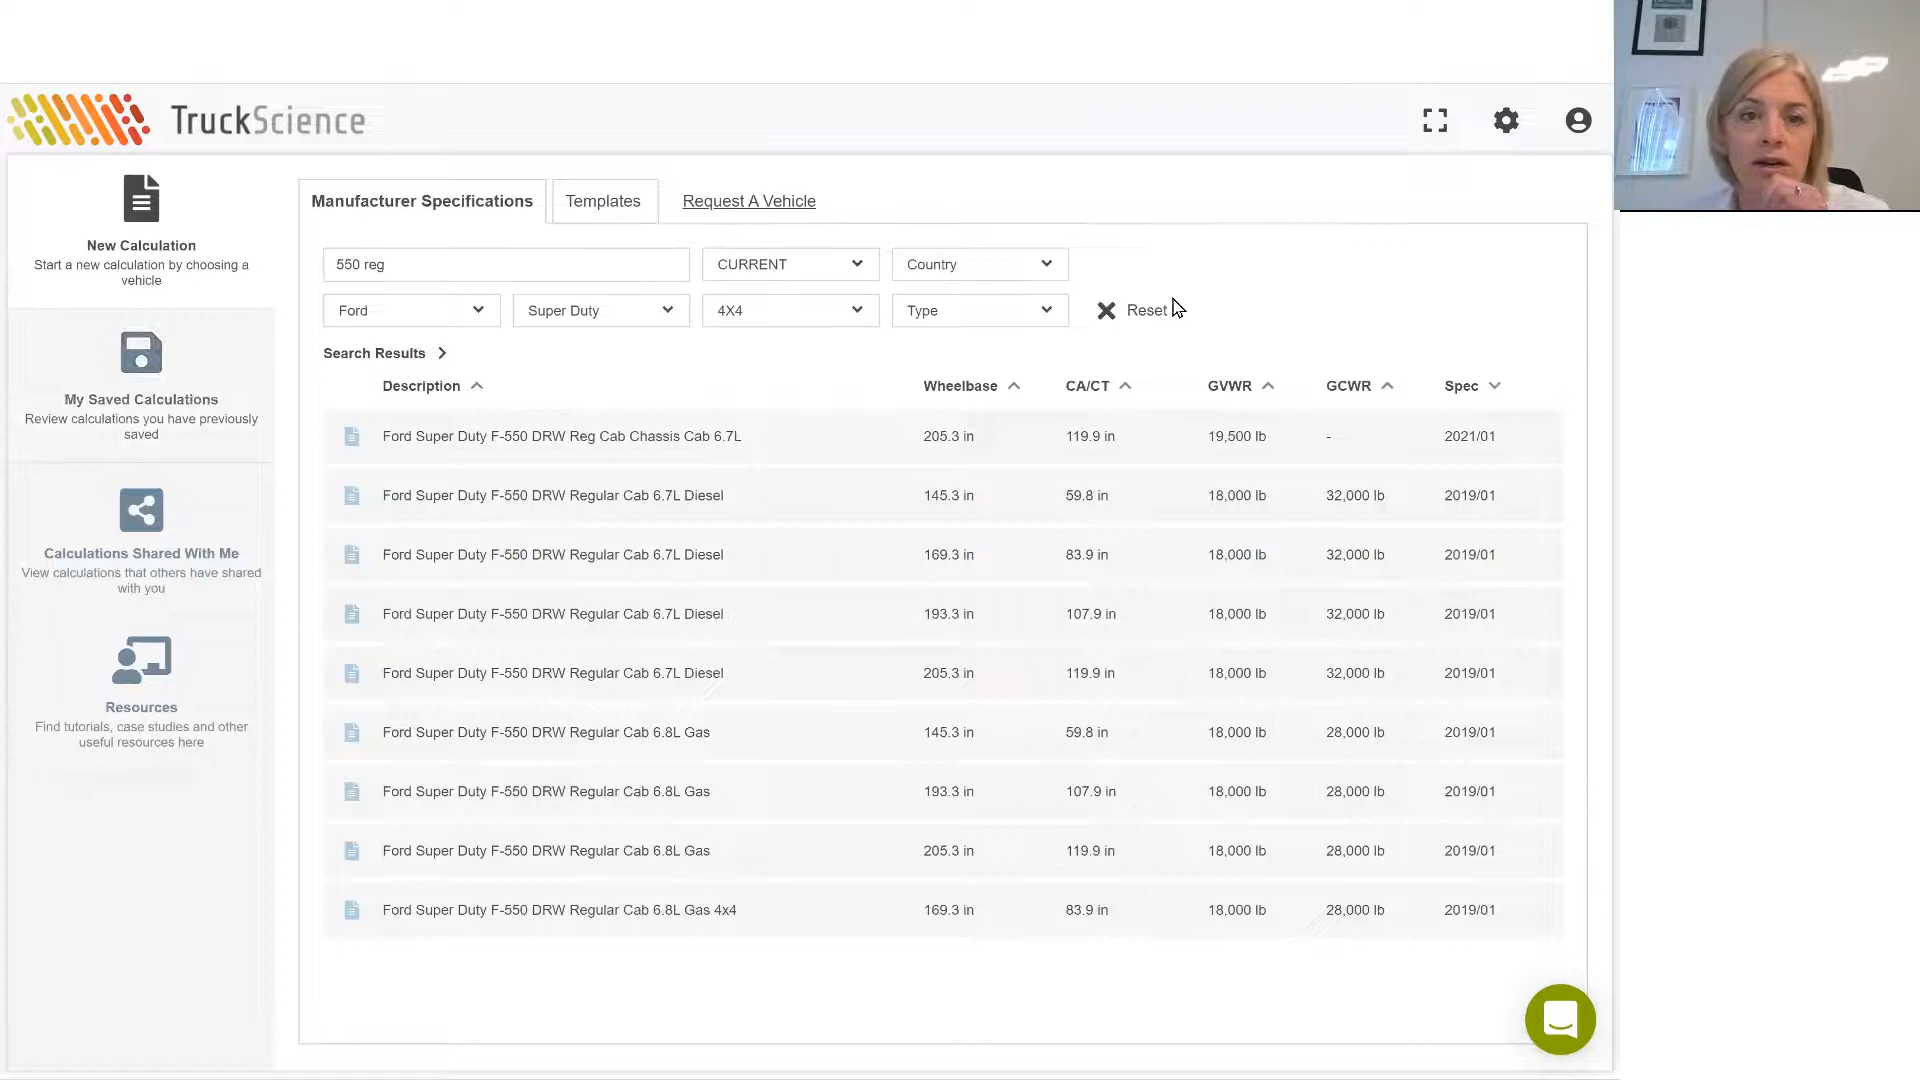 TruckScience
New Calculation
Start a new calculation by choosing a
vehicle
My Saved Calculations
Review calculations you have previously
saved
Calculations Shared With Me
View calculations that others have shared
with you
Resources
Find tutorials, case studies and other
useful resources here
Manufacturer Specifications Templates Request A Vehicle
550 reg CURRENT Country
Ford Super Duty 4X4 Type Reset
Search Results
Description Wheelbase CA/CT GVWR GCWR Spec
Ford Super Duty F-550 DRW Reg Cab Chassis Cab 6.7L 205.3 in 119.9 in 19,500 lb - 2021/01
Ford Super Duty F-550 DRW Regular Cab 6.7L Diesel 145.3 in 59.8 in 18,000 lb 32,000 lb 2019/01
Ford Super Duty F-550 DRW Regular Cab 6.7L Diesel 169.3 in 83.9 in 18,000 lb 32,000 lb 2019/01
Ford Super Duty F-550 DRW Regular Cab 6.7L Diesel 193.3 in 107.9 in 18,000 lb 32,000 lb 2019/01
Ford Super Duty F-550 DRW Regular Cab 6.7L Diesel 205.3 in 119.9 in 18,000 lb 32,000 lb 2019/01
Ford Super Duty F-550 DRW Regular Cab 6.8L Gas 145.3 in 59.8 in 18,000 lb 28,000 lb 2019/01
Ford Super Duty F-550 DRW Regular Cab 6.8L Gas 193.3 in 107.9 in 18,000 lb 28,000 lb 2019/01
Ford Super Duty F-550 DRW Regular Cab 6.8L Gas 205.3 in 119.9 in 18,000 lb 28,000 lb 2019/01
Ford Super Duty F-550 DRW Regular Cab 6.8L Gas 4x4 169.3 in 83.9 in 18,000 lb 28,000 lb 2019/01